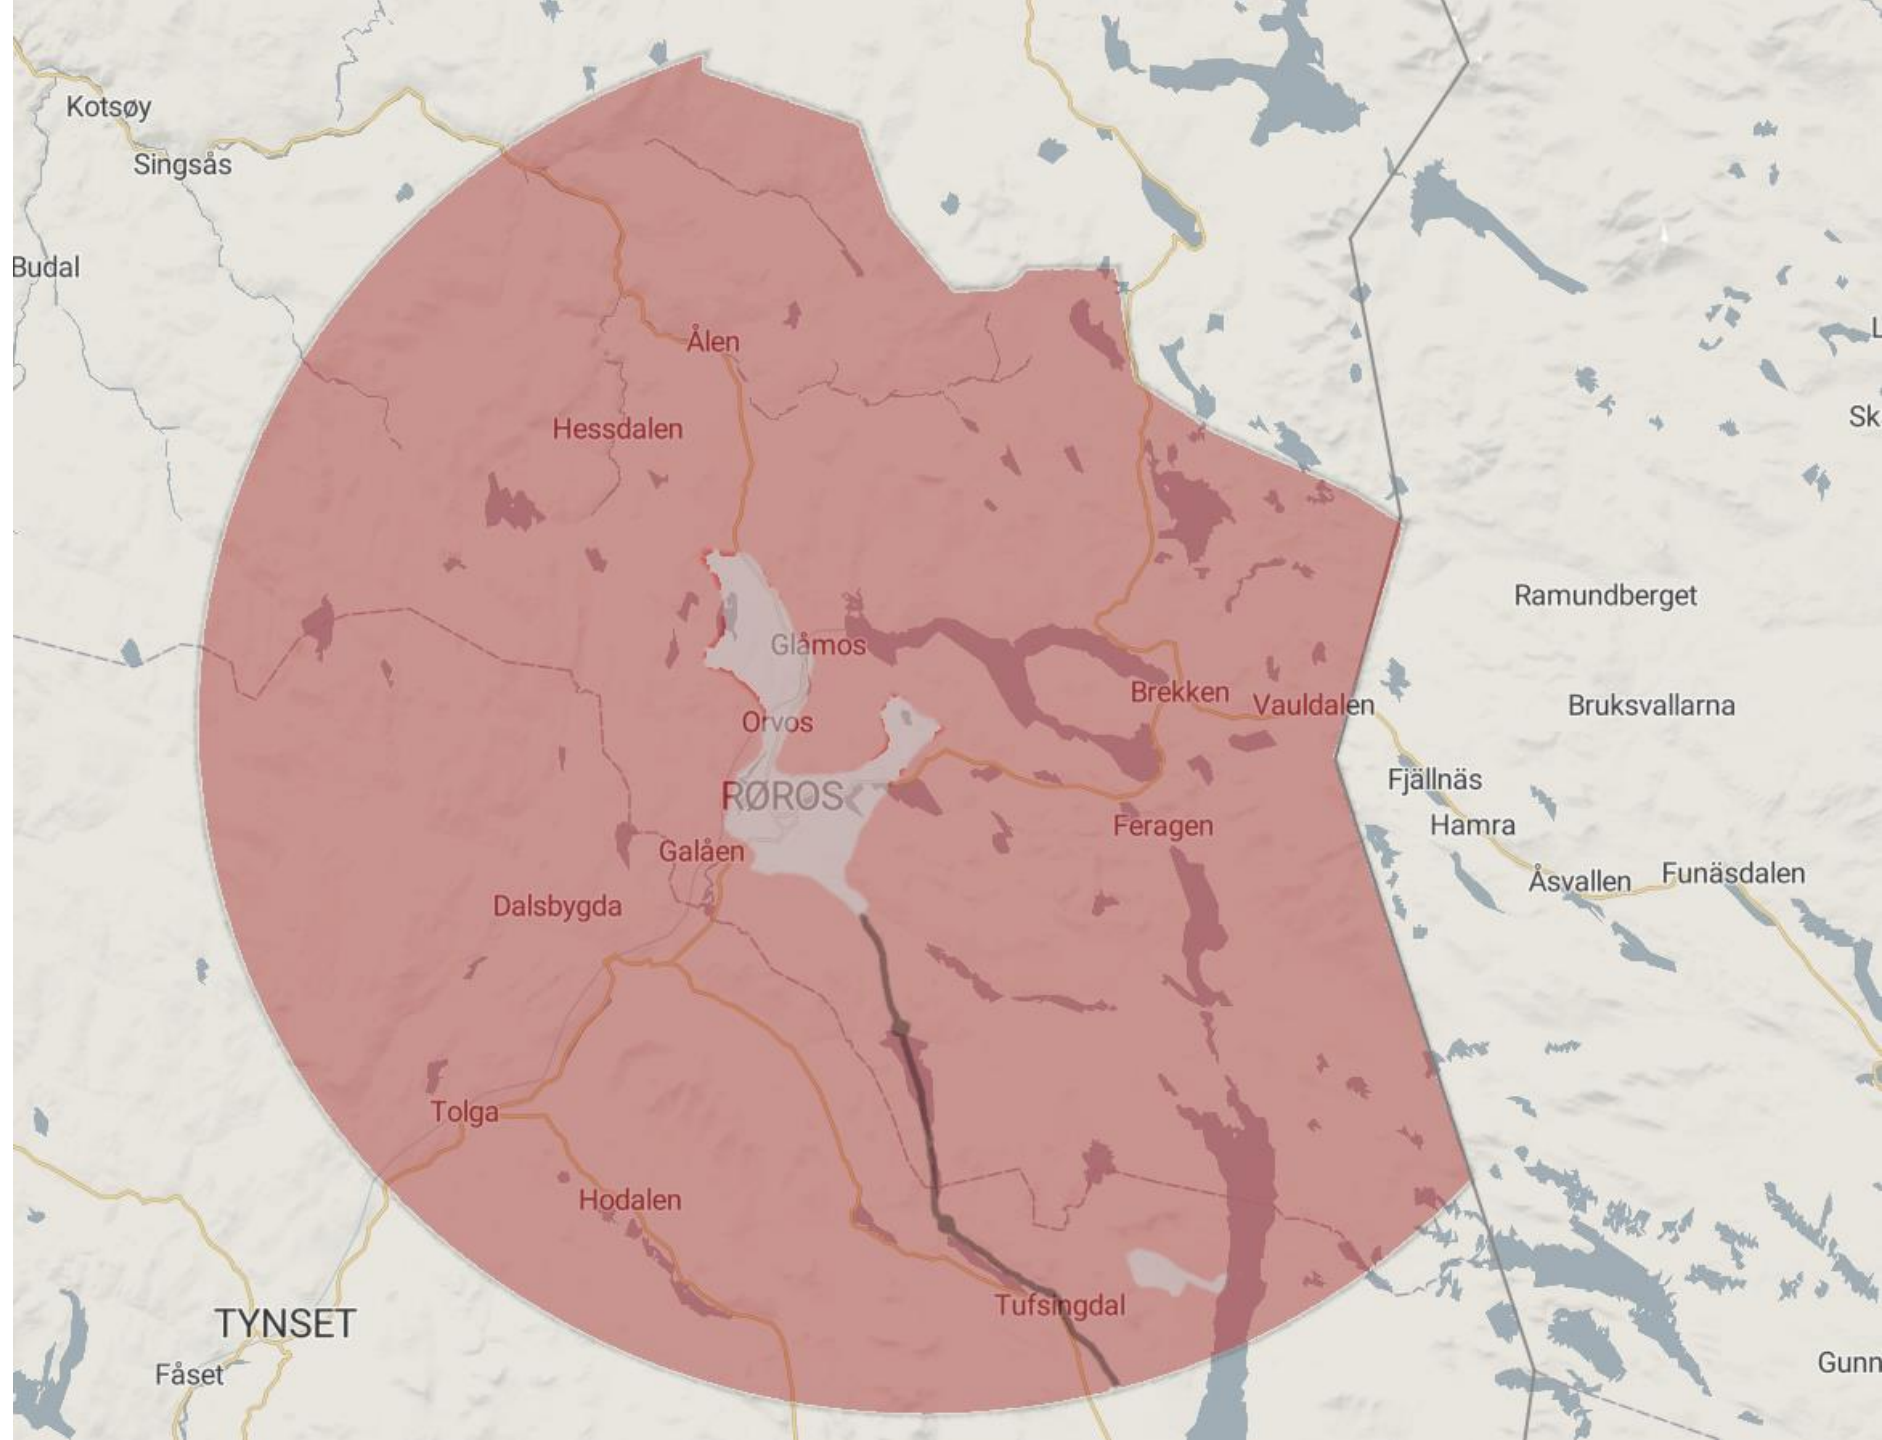 Kotsøy
Singsås
Budal
Ålen
Hessdalen
Sk
Ramundberget
Glåmos
Brekken
Vauldalen
Bruksvallarna
Orvos
Fjällnäs
RØROS
Feragen
Hamra
Galåen
Åsvallen
Funäsdalen
Dalsbygda
Tolga
Hodalen
Tufsingdal
TYNSET
Fåset
Gunn